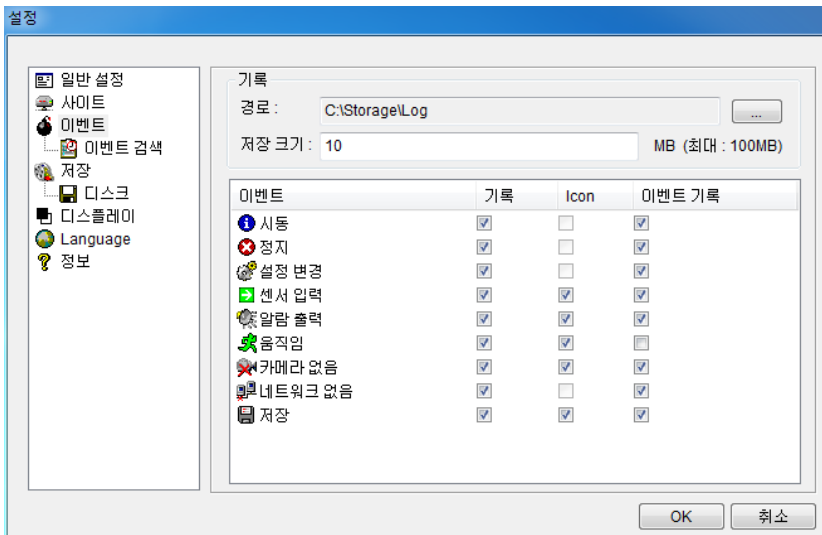 설정
일반 설정
사이트
이벤트
이벤트 검색
저장
디스크
디스플레이
Language
정보
기록
경로 : C:\Storage\Log ...
저장 크기 : 10 MB (최대 : 100MB)
이벤트 기록 Icon 이벤트 기록
시동
정지
설정 변경
센서 입력
알람 출력
움직임
카메라 없음
네트워크 없음
저장
OK 취소